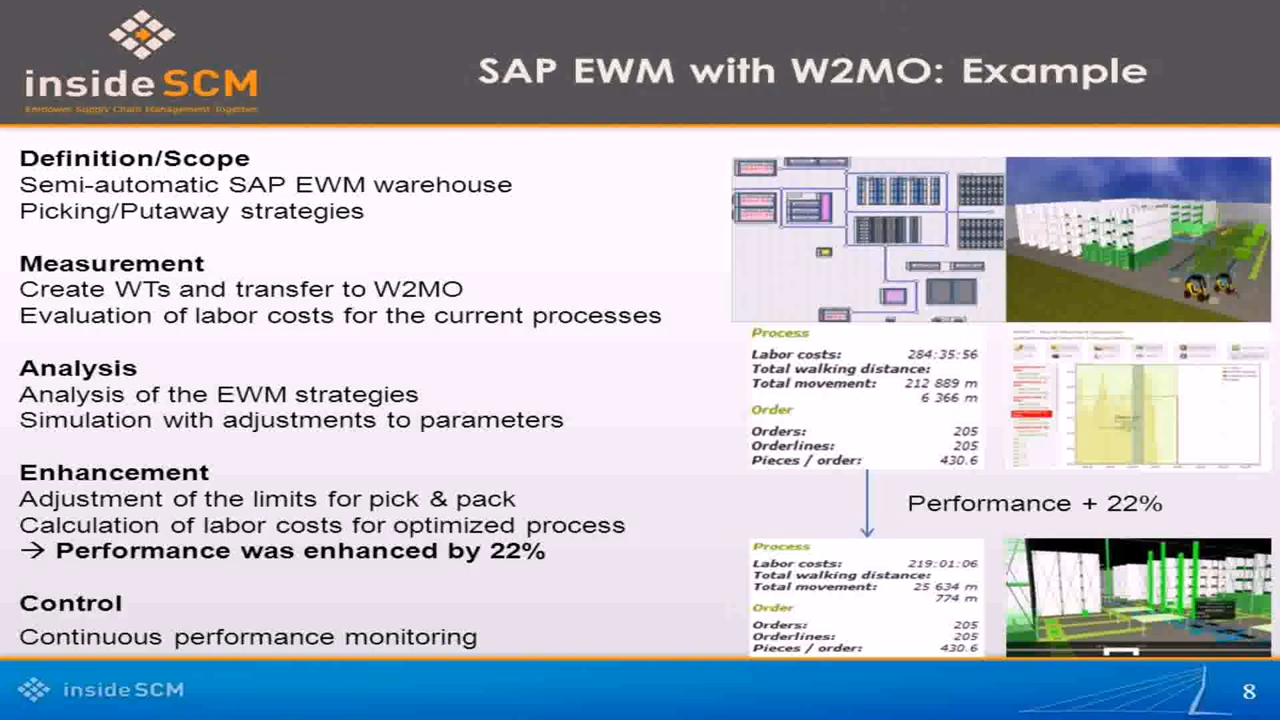 inside SCM
Empower Supply Chain Management Together
SAP EWM with W2MO: Example
Definition/Scope
Semi-automatic SAP EWM warehouse
Picking/Putaway strategies
Measurement
Create WTs and transfer to W2MO
Evaluation of labor costs for the current processes
Analysis
Analysis of the EWM strategies
Simulation with adjustments to parameters
Enhancement
Adjustment of the limits for pick & pack
Calculation of labor costs for optimized process
→ Performance was enhanced by 22%
Control
Continuous performance monitoring
Process
Labor costs: 284:35:56
Total walking distance:
Total movement: 212 889 m
6 366 m
Order
Orders: 205
Orderlines: 205
Pieces / order: 430.6
Performance + 22%
Process
Labor costs: 219:01:06
Total walking distance:
Total movement: 25 634 m
774 m
Order
Orders: 205
Orderlines: 205
Pieces / order: 430.6
inside SCM
8